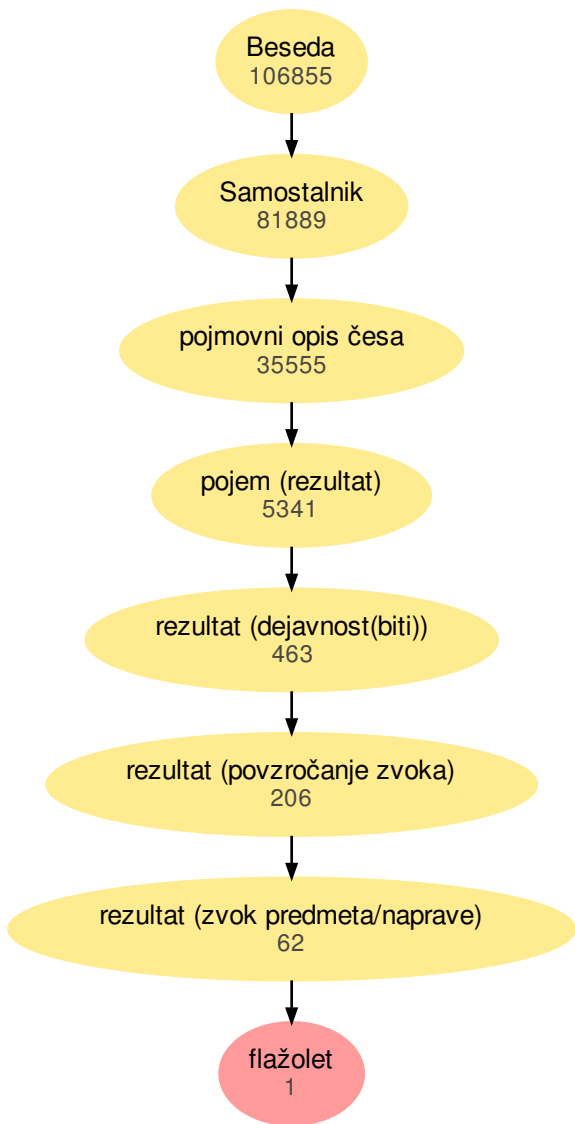 Beseda
106855
Samostalnik
81889
pojmovni opis česa
35555
pojem (rezultat)
5341
rezultat (dejavnost(biti))
463
rezultat (povzročanje zvoka)
206
rezultat (zvok predmeta/naprave)
62
flažolet
1